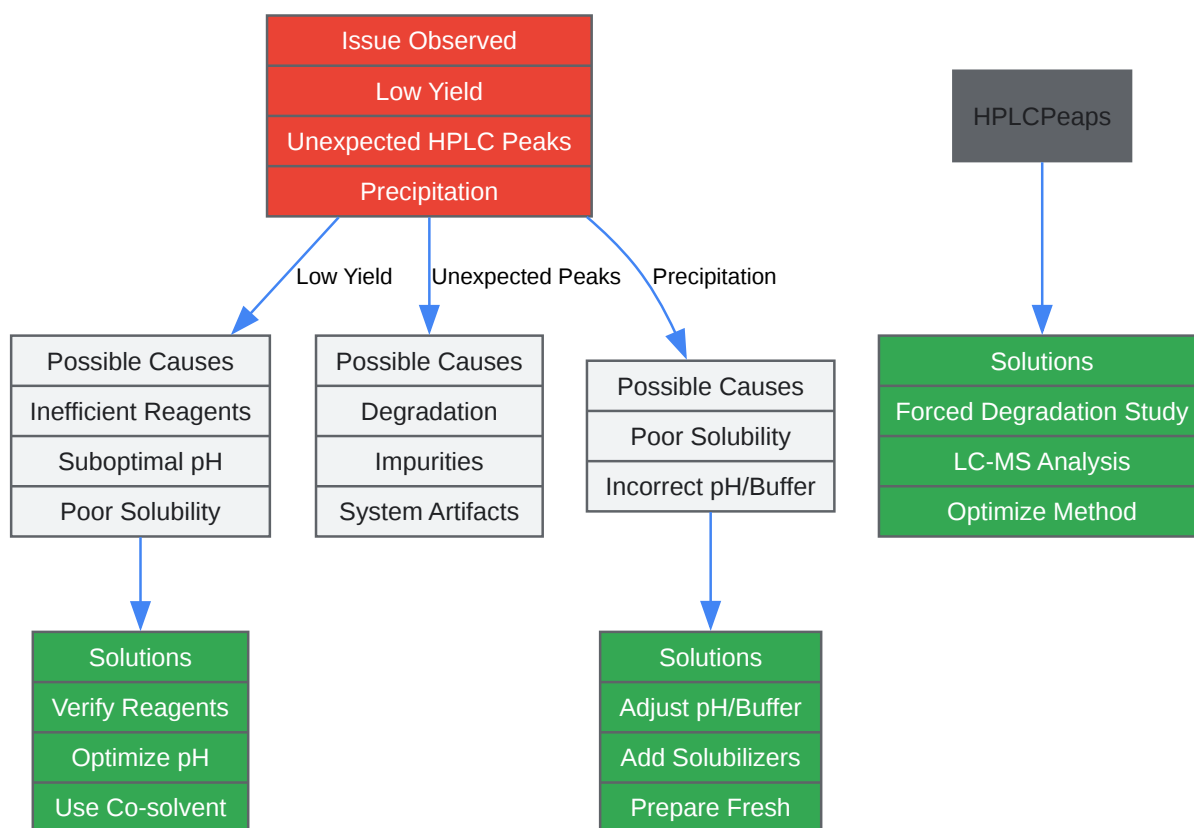 Issue Observed
Low Yield
Unexpected HPLC Peaks
Precipitation
HPLCPeaps
Low Yield
Unexpected Peaks
Precipitation
Possible Causes
Inefficient Reagents
Suboptimal pH
Poor Solubility
Possible Causes
Degradation
Impurities
System Artifacts
Possible Causes
Poor Solubility
Incorrect pH/Buffer
Solutions
Forced Degradation Study
LC-MS Analysis
Optimize Method
Solutions
Verify Reagents
Optimize pH
Use Co-solvent
Solutions
Adjust pH/Buffer
Add Solubilizers
Prepare Fresh